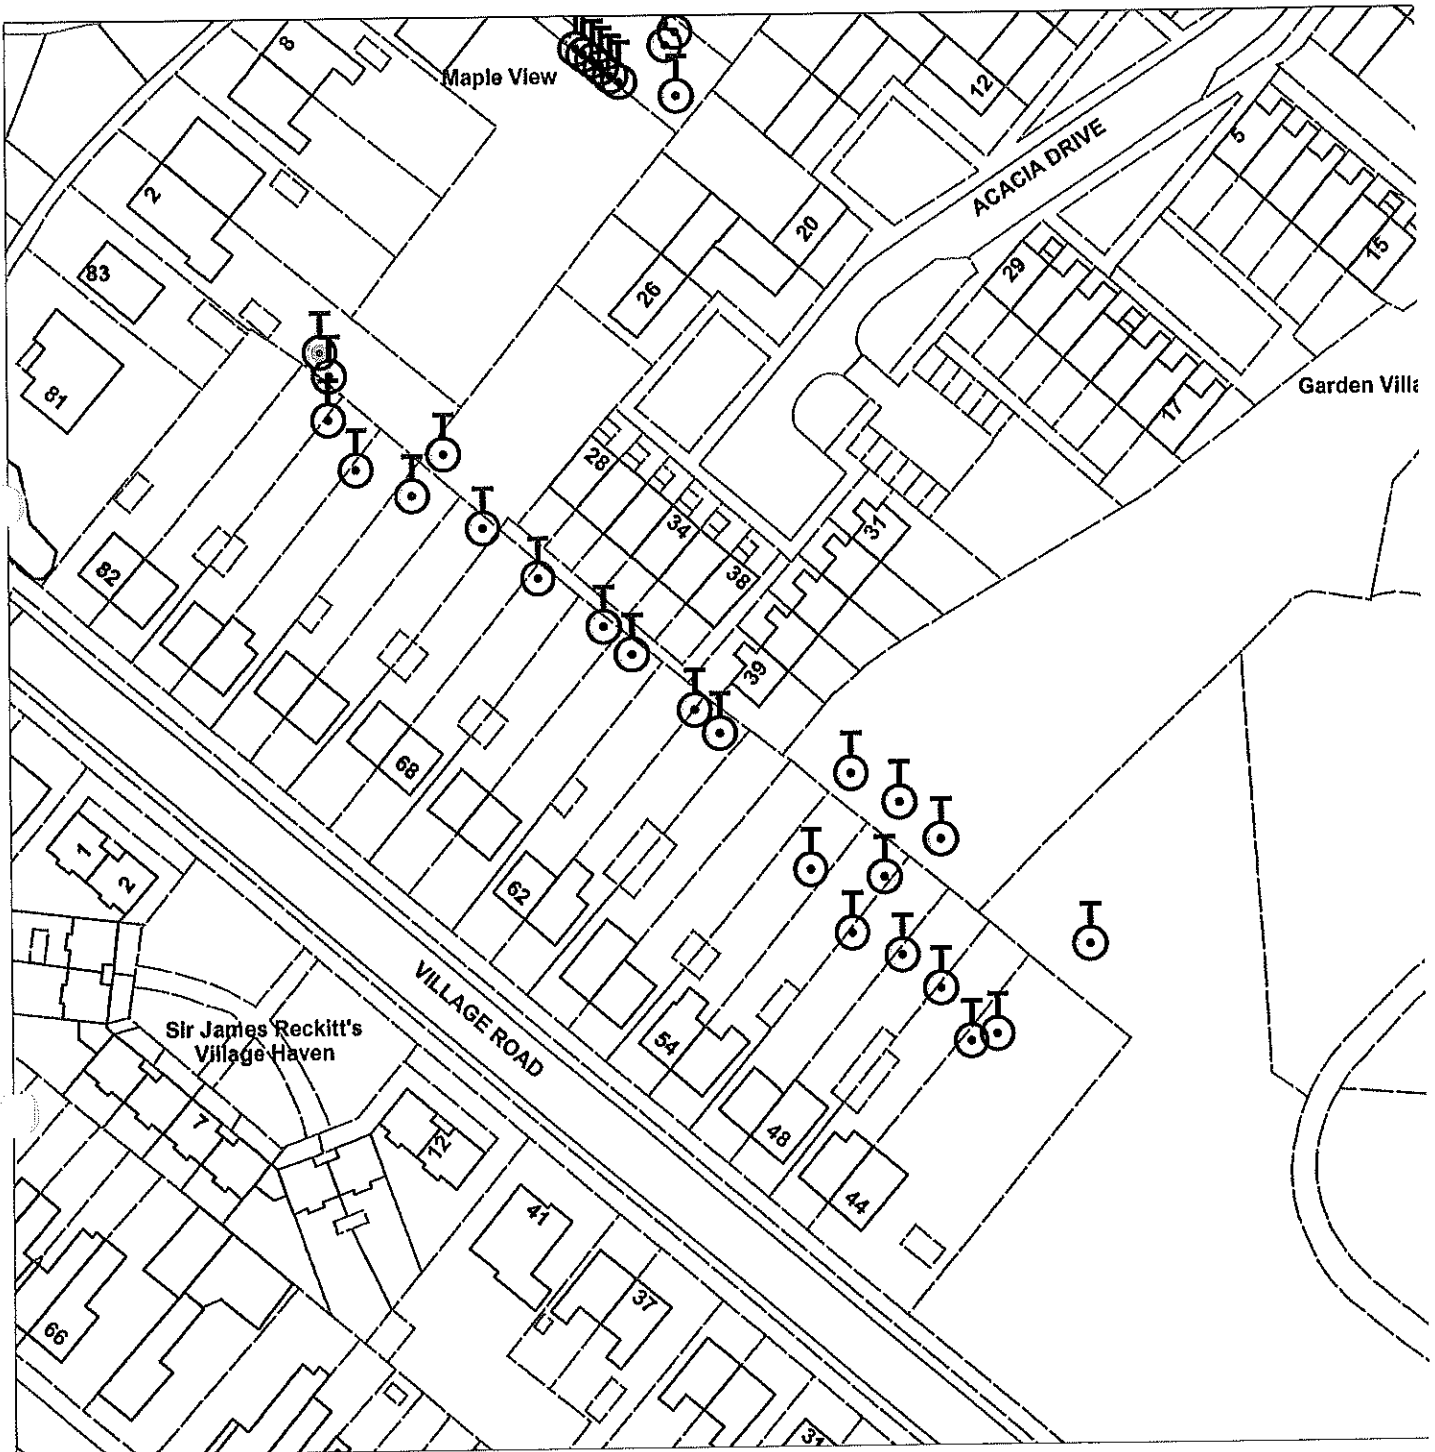 8
Maple View
12
ACACIA DRIVE
5
2
20
15
83
26
29
T
T
81
Garden Villa
17
T
T
T
28
T
34
31
T
82
38
T
T
39
T
T
68
T
T
T
T
T
62
T
T
T
T
VILLAGE ROAD
1
2
Sir James Reckitt's
Village Haven
T
T
54
7
12
48
44
41
37
66
31